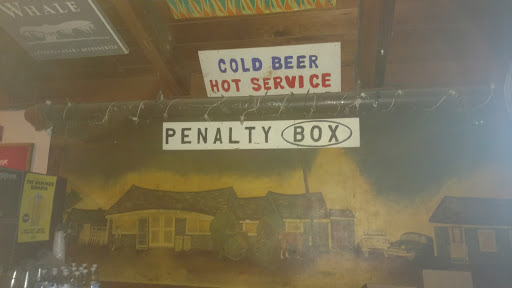 WHALE
COLD BEER
HOT SERVICE
PENALTY BOX